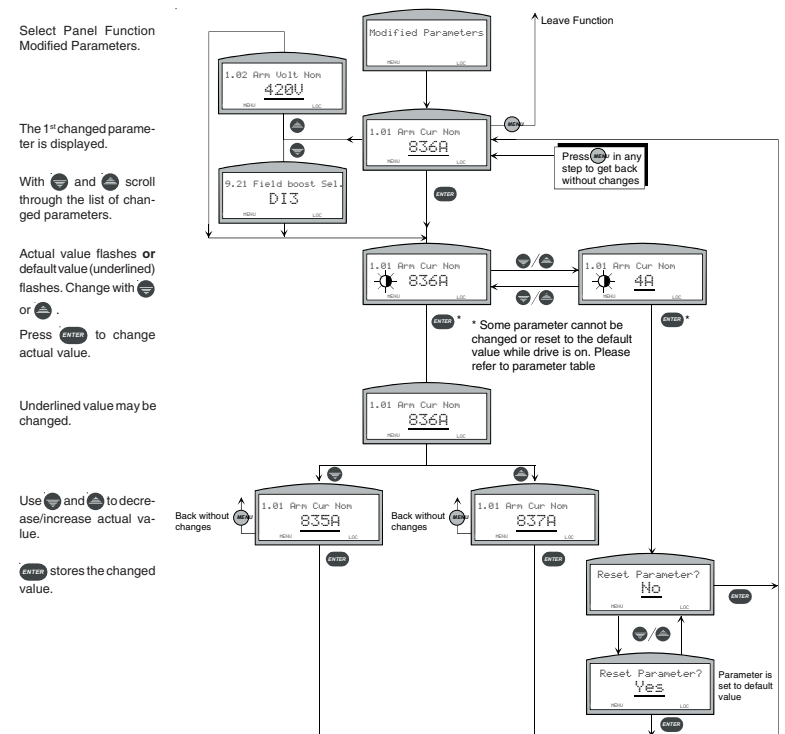 Select Panel Function
Modified Parameters.
The 1st changed parame-
ter is displayed.
With and scroll
through the list of chan-
ged parameters.
Actual value flashes or
default value (underlined)
flashes. Change with
or .
Press ENTER to change
actual value.
Underlined value may be
changed.
Use and to decre-
ase/increase actual va-
lue.
ENTER stores the changed
value.
Modified Parameters
MENU LOC
Leave Function
1.02 Arm Volt Nom
420V
MENU LOC
1.01 Arm Cur Nom
836A
MENU LOC
MENU
Press MENU in any
step to get back
without changes
9.21 Field boost Sel.
DI3
MENU LOC
ENTER
1.01 Arm Cur Nom
836A
MENU LOC
/
/
1.01 Arm Cur Nom
4A
MENU LOC
ENTER *
* Some parameter cannot be
changed or reset to the default
value while drive is on. Please
refer to parameter table
ENTER *
1.01 Arm Cur Nom
836A
MENU LOC
Back without
changes
MENU
1.01 Arm Cur Nom
835A
MENU LOC
ENTER
Back without
changes
MENU
1.01 Arm Cur Nom
837A
MENU LOC
ENTER
Reset Parameter?
No
MENU LOC
ENTER
/
Reset Parameter?
Yes
MENU LOC
Parameter is
set to default
value
ENTER